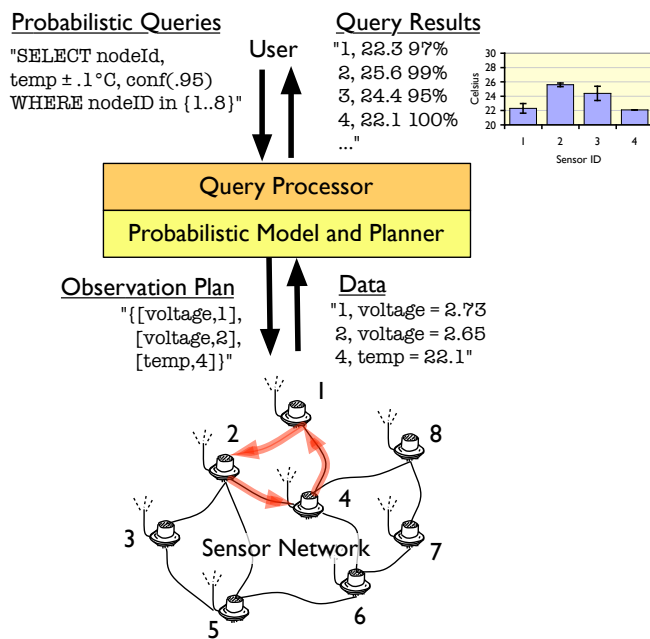 Probabilistic Queries
"SELECT nodeId,
temp ± .1°C, conf(.95)
WHERE nodeID in {1..8}"
User
Query Results
"1, 22.3 97%
2, 25.6 99%
3, 24.4 95%
4, 22.1 100%
..."
Celsius
30
28
26
24
22
20
1 2 3 4
Sensor ID
Query Processor
Probabilistic Model and Planner
Observation Plan
"{[voltage,1],
[voltage,2],
[temp,4]}"
Data
"1, voltage = 2.73
2, voltage = 2.65
4, temp = 22.1"
1
2
8
4
3
7
Sensor Network
6
5